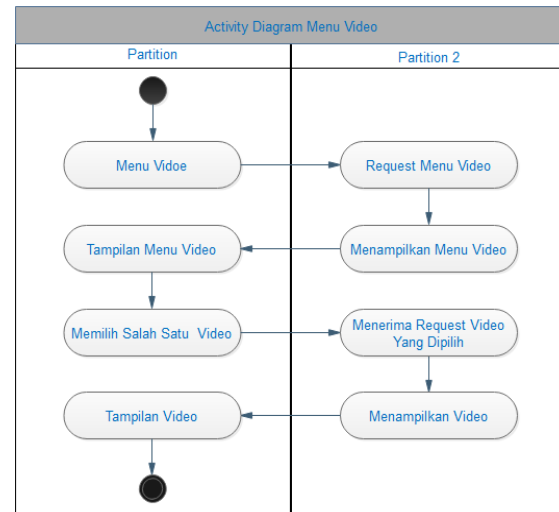 Activity Diagram Menu Video
Partition
Partition 2
Menu Vidoe
Request Menu Video
Tampilan Menu Video
Menampilkan Menu Video
Memilih Salah Satu Video
Menerima Request Video
Yang Dipilih
Tampilan Video
Menampilkan Video